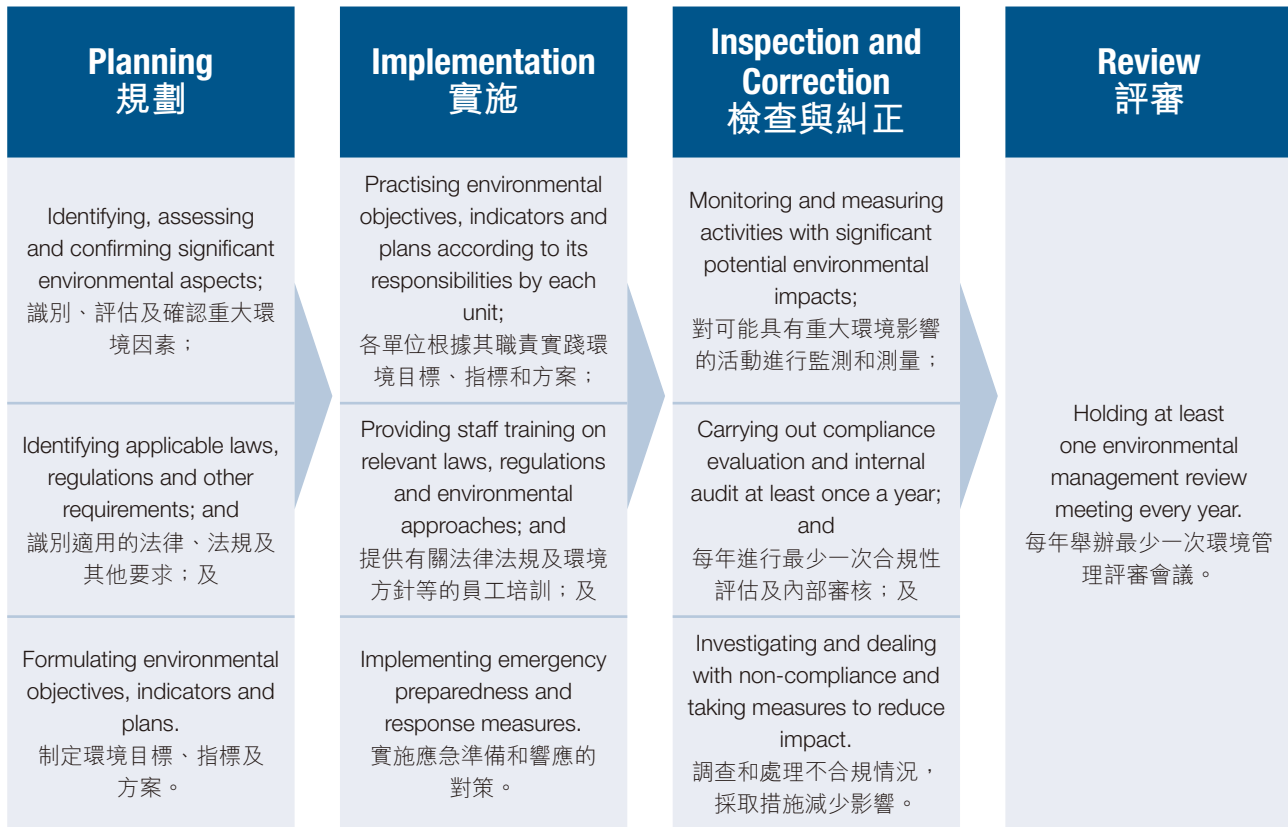 Planning
規劃
Identifying, assessing
and confirming significant
environmental aspects;
識別、評估及確認重大環
境因素；
Identifying applicable laws,
regulations and other
requirements; and
識別適用的法律、法規及
其他要求；及
Formulating environmental
objectives, indicators and
plans.
制定環境目標、指標及
方案。
Implementation
實施
Practising environmental
objectives, indicators and
plans according to its
responsibilities by each
unit;
各單位根據其職責實踐環
境目標、指標和方案；
Providing staff training on
relevant laws, regulations
and environmental
approaches; and
提供有關法律法規及環境
方針等的員工培訓；及
Implementing emergency
preparedness and
response measures.
實施應急準備和響應的
對策。
Inspection and
Correction
檢查與糾正
Monitoring and measuring
activities with significant
potential environmental
impacts;
對可能具有重大環境影響
的活動進行監測和測量；
Carrying out compliance
evaluation and internal
audit at least once a year;
and
每年進行最少一次合規性
評估及內部審核；及
Investigating and dealing
with non-compliance and
taking measures to reduce
impact.
調查和處理不合規情況，
採取措施減少影響。
Review
評審
Holding at least
one environmental
management review
meeting every year.
每年舉辦最少一次環境管
理評審會議。